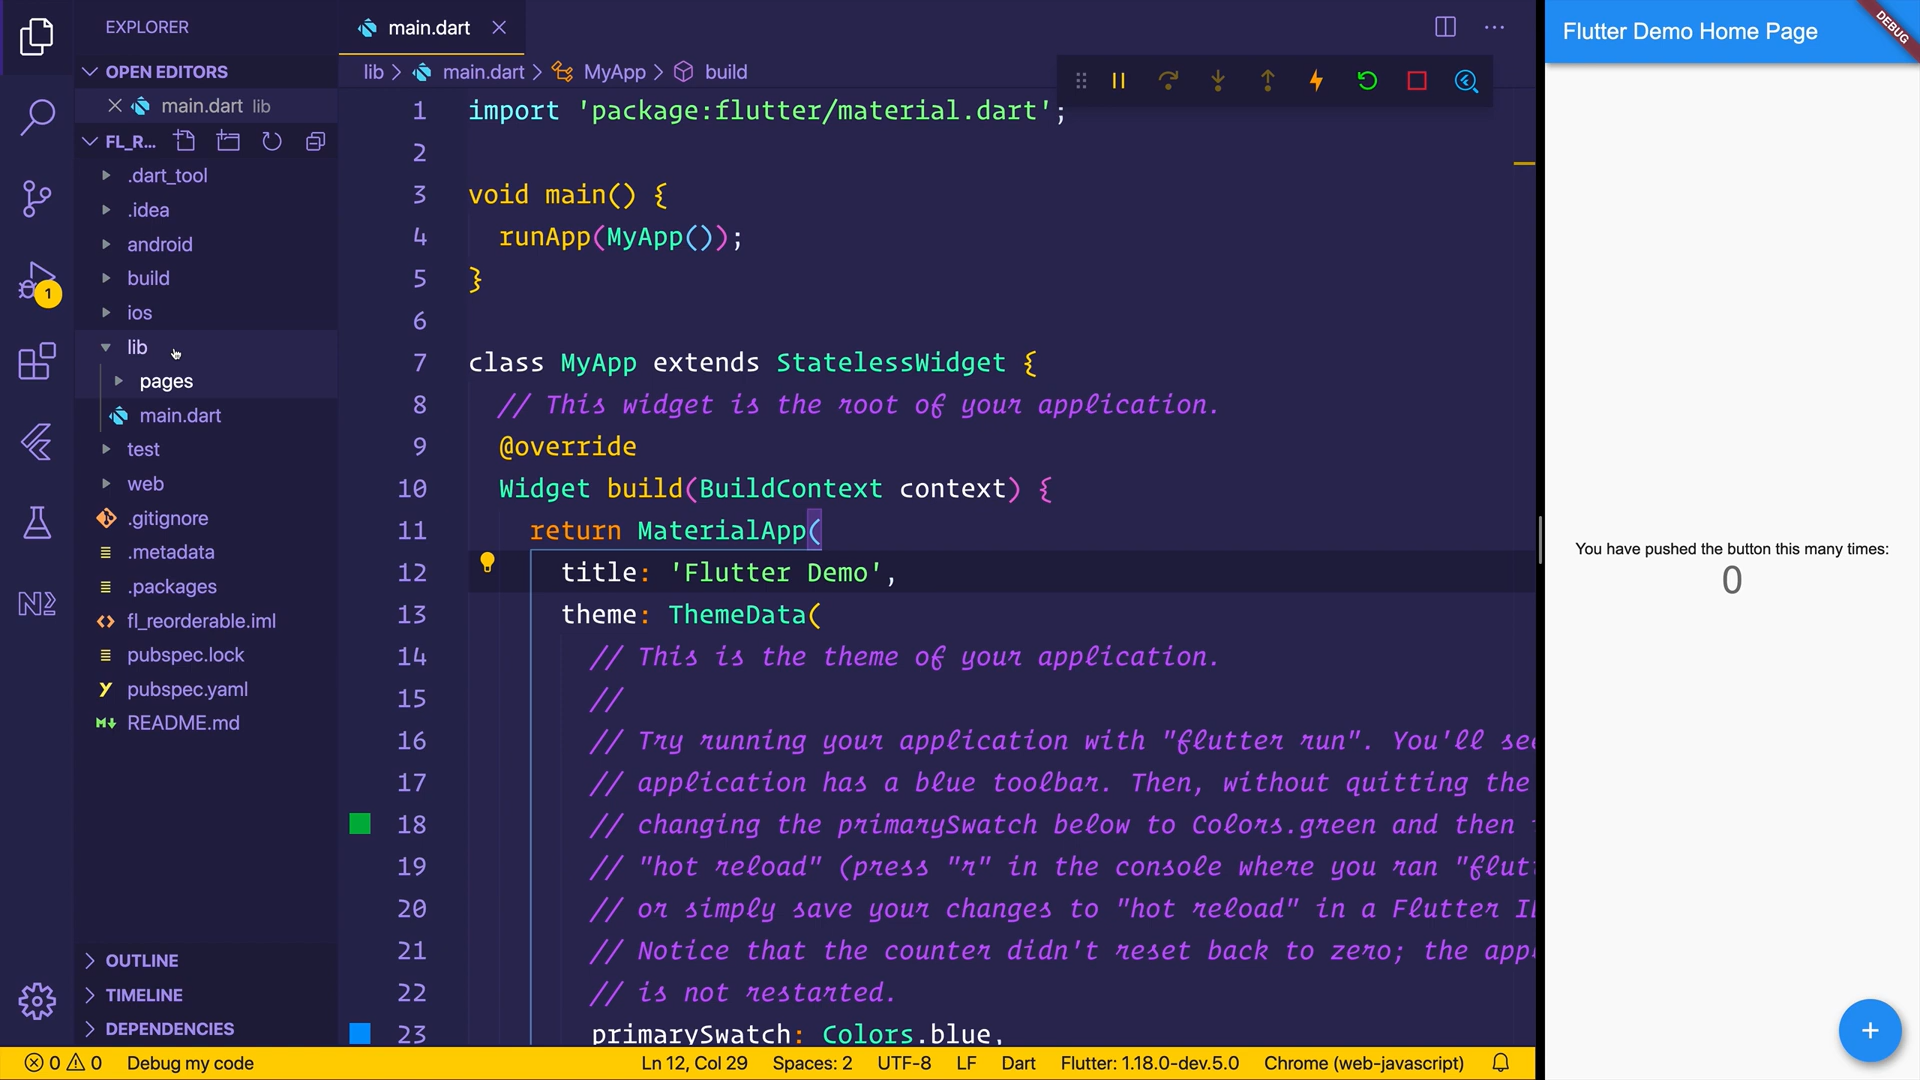 EXPLORER
OPEN EDITORS
main.dart lib
FL_R...
.dart_tool
.idea
android
build
ios
lib
pages
main.dart
test
web
.gitignore
.metadata
.packages
fl_reorderable.iml
pubspec.lock
pubspec.yaml
README.md
OUTLINE
TIMELINE
DEPENDENCIES
1
N2
main.dart
lib > main.dart > MyApp > build
1 import 'package:flutter/material.dart';
2
3 void main() {
4 runApp(MyApp());
5 }
6
7 class MyApp extends StatelessWidget {
8 // This widget is the root of your application.
9 @override
10 Widget build(BuildContext context) {
11 return MaterialApp(
12 title: 'Flutter Demo',
13 theme: ThemeData(
14 // This is the theme of your application.
15 //
16 // Try running your application with "flutter run". You'll see
17 // application has a blue toolbar. Then, without quitting the
18 // changing the primarySwatch below to Colors.green and then
19 // "hot reload" (press "r" in the console where you ran "flut
20 // or simply save your changes to "hot reload" in a Flutter I
21 // Notice that the counter didn't reset back to zero; the app
22 // is not restarted.
23 primarySwatch: Colors.blue,
0 0 Debug my code Ln 12, Col 29 Spaces: 2 UTF-8 LF Dart Flutter: 1.18.0-dev.5.0 Chrome (web-javascript)
Flutter Demo Home Page
DEBUG
You have pushed the button this many times:
0
+